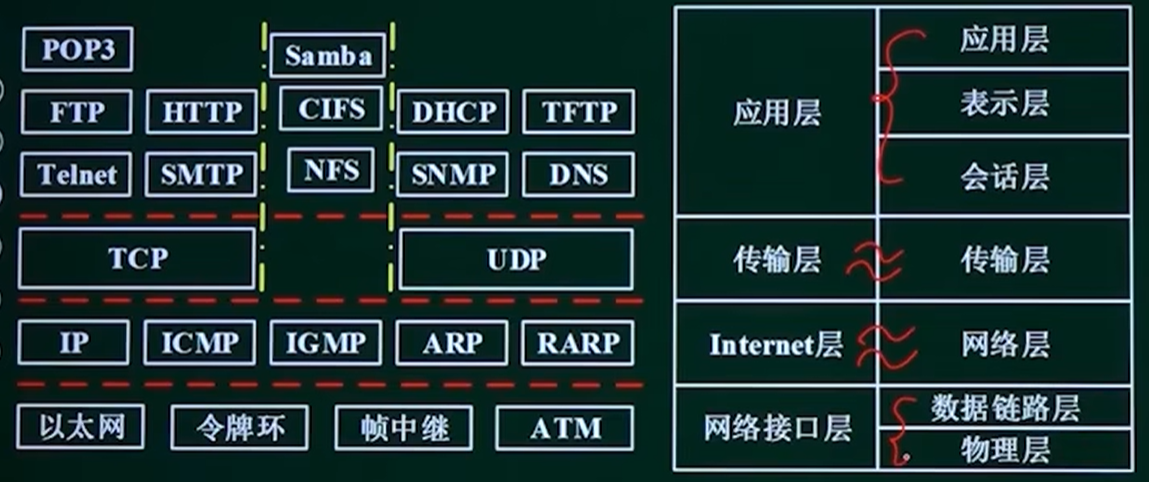 POP3
Samba
FTP HTTP CIFS DHCP TFTP
Telnet SMTP NFS SNMP DNS
TCP UDP
IP ICMP IGMP ARP RARP
以太网 令牌环 帧中继 ATM
应用层 应用层
表示层
会话层
传输层 传输层
Internet层 网络层
网络接口层 数据链路层
物理层